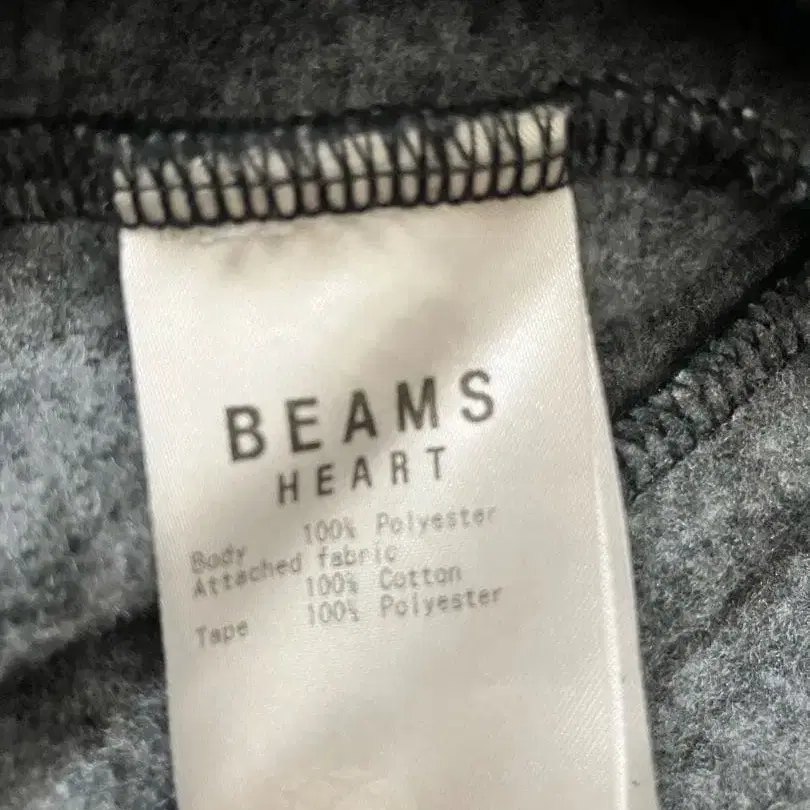 BEAMS
HEART
Body 100% Polyester
Attached fabric
100% Cotton
Tape 100% Polyester